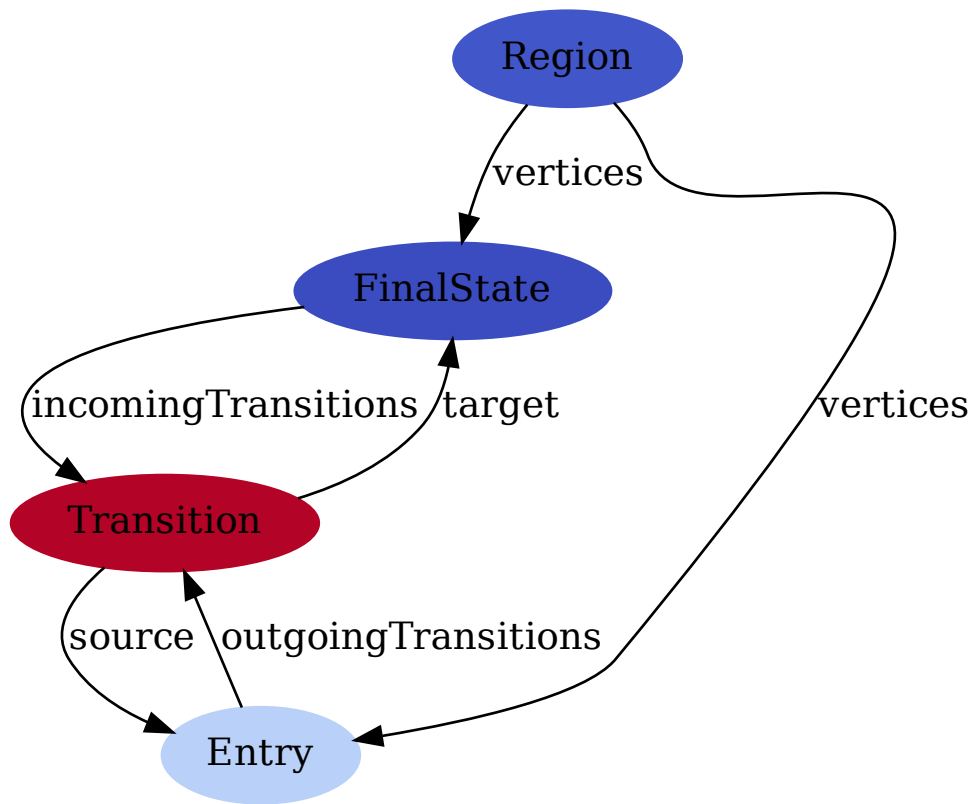 Region
vertices
FinalState
incomingTransitions
target
vertices
Transition
source
outgoingTransitions
Entry